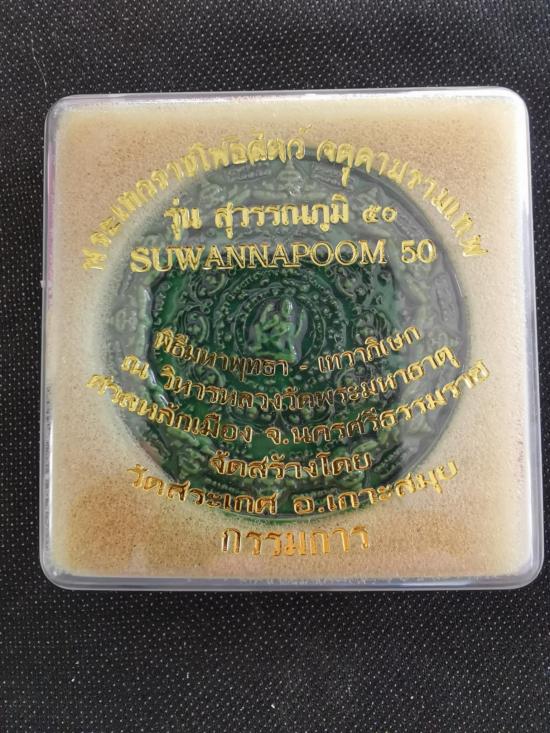 พระเทวราชโพธิสัตว์ จตุคามรามเทพ
รุ่น สุวรรณภูมิ ๕๐
SUWANNAPOOM 50
พิธีมหาพุทธา - เทวาภิเษก
ณ วิหารหลวงวัดพระมหาธาตุ
ศาลหลักเมือง จ.นครศรีธรรมราช
จัดสร้างโดย
วัดสระเกศ อ.เกาะสมุย
กรรมการ